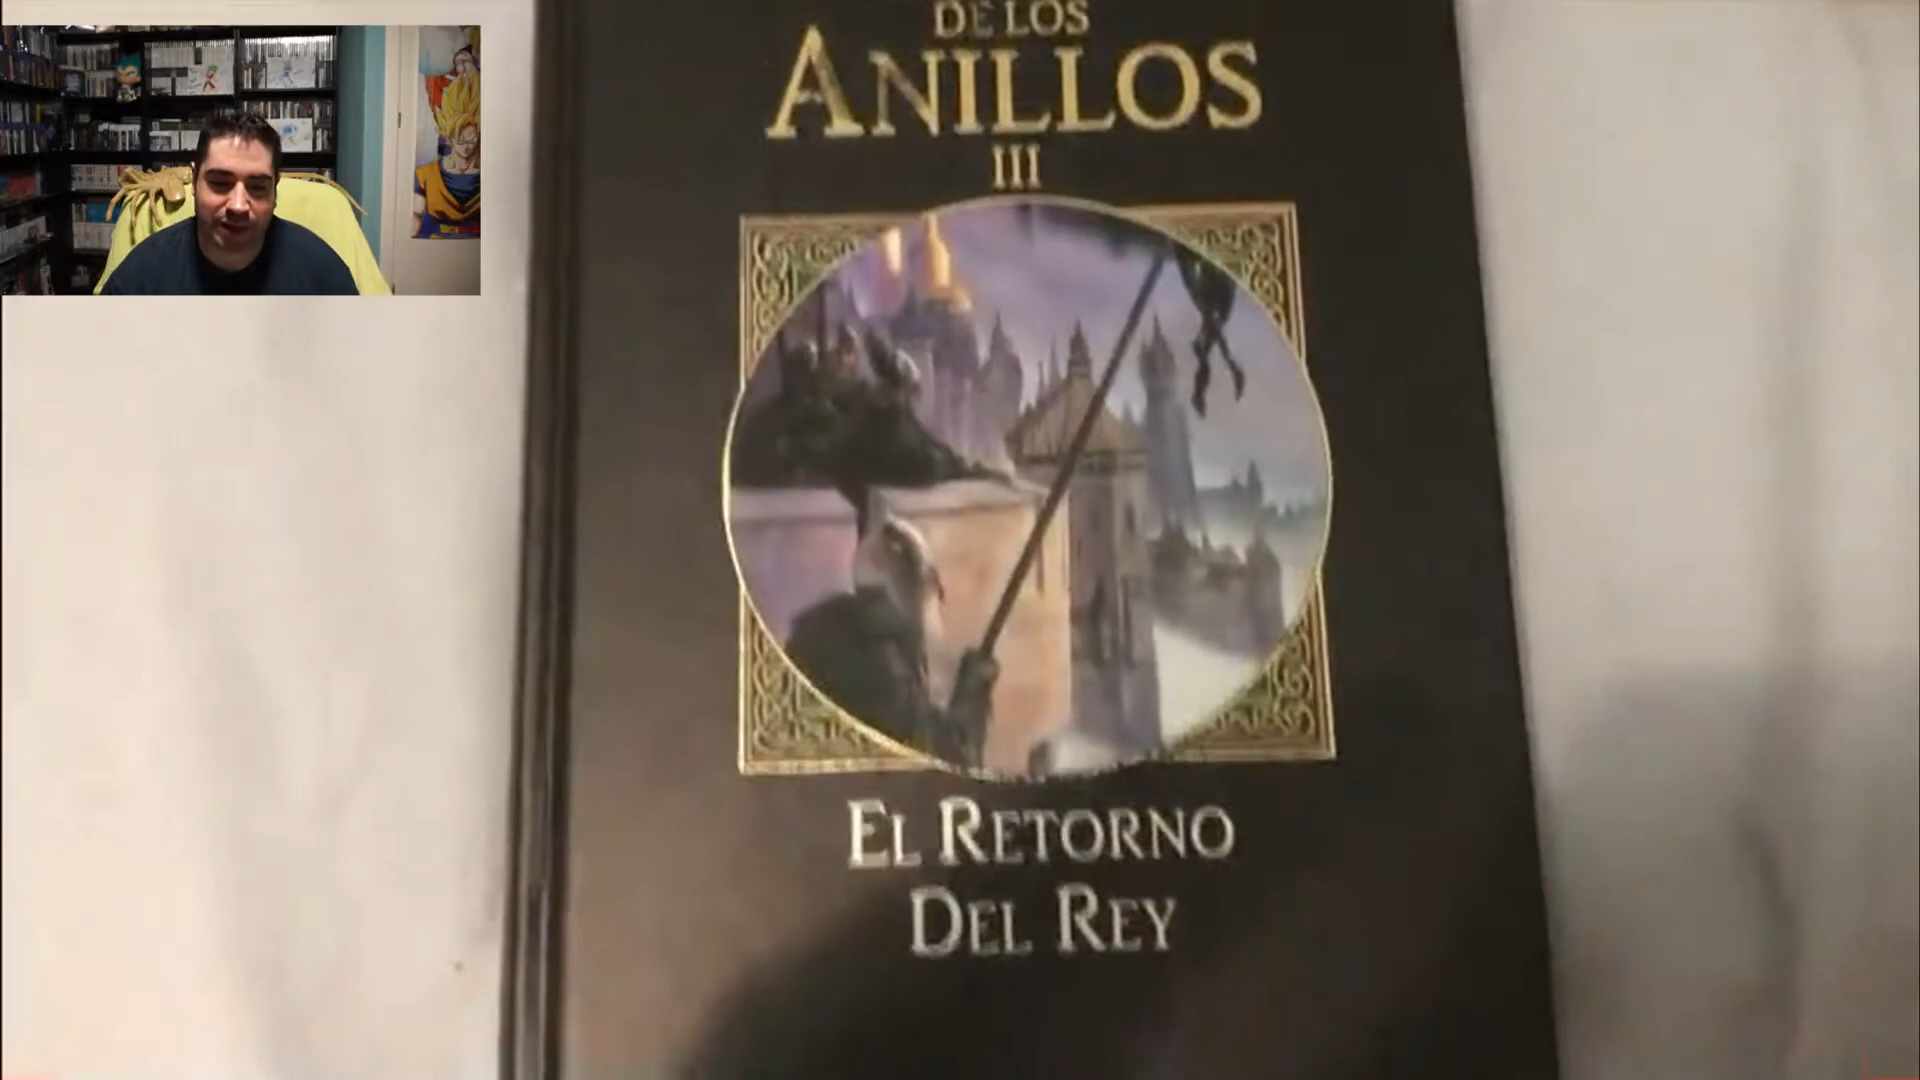 DE LOS
ANILLOS
III
EL RETORNO
DEL REY